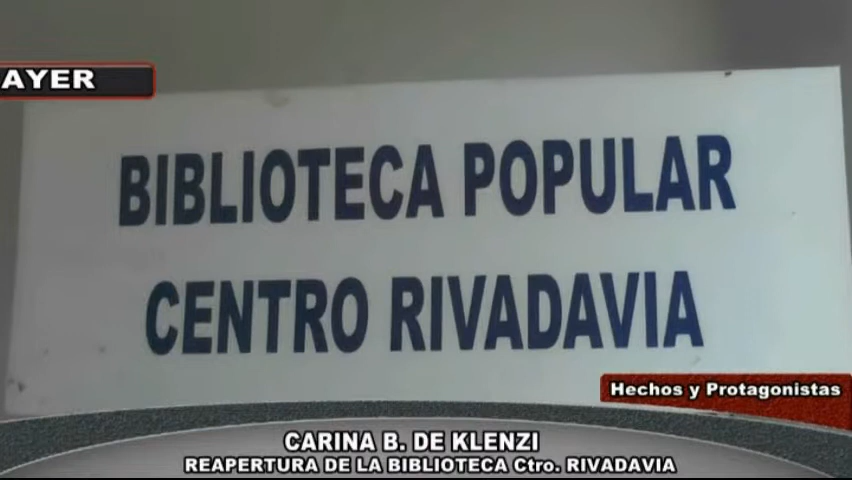 AYER
BIBLIOTECA POPULAR
CENTRO RIVADAVIA
Hechos y Protagonistas
CARINA B. DE KLENZI
REAPERTURA DE LA BIBLIOTECA Ctro. RIVADAVIA